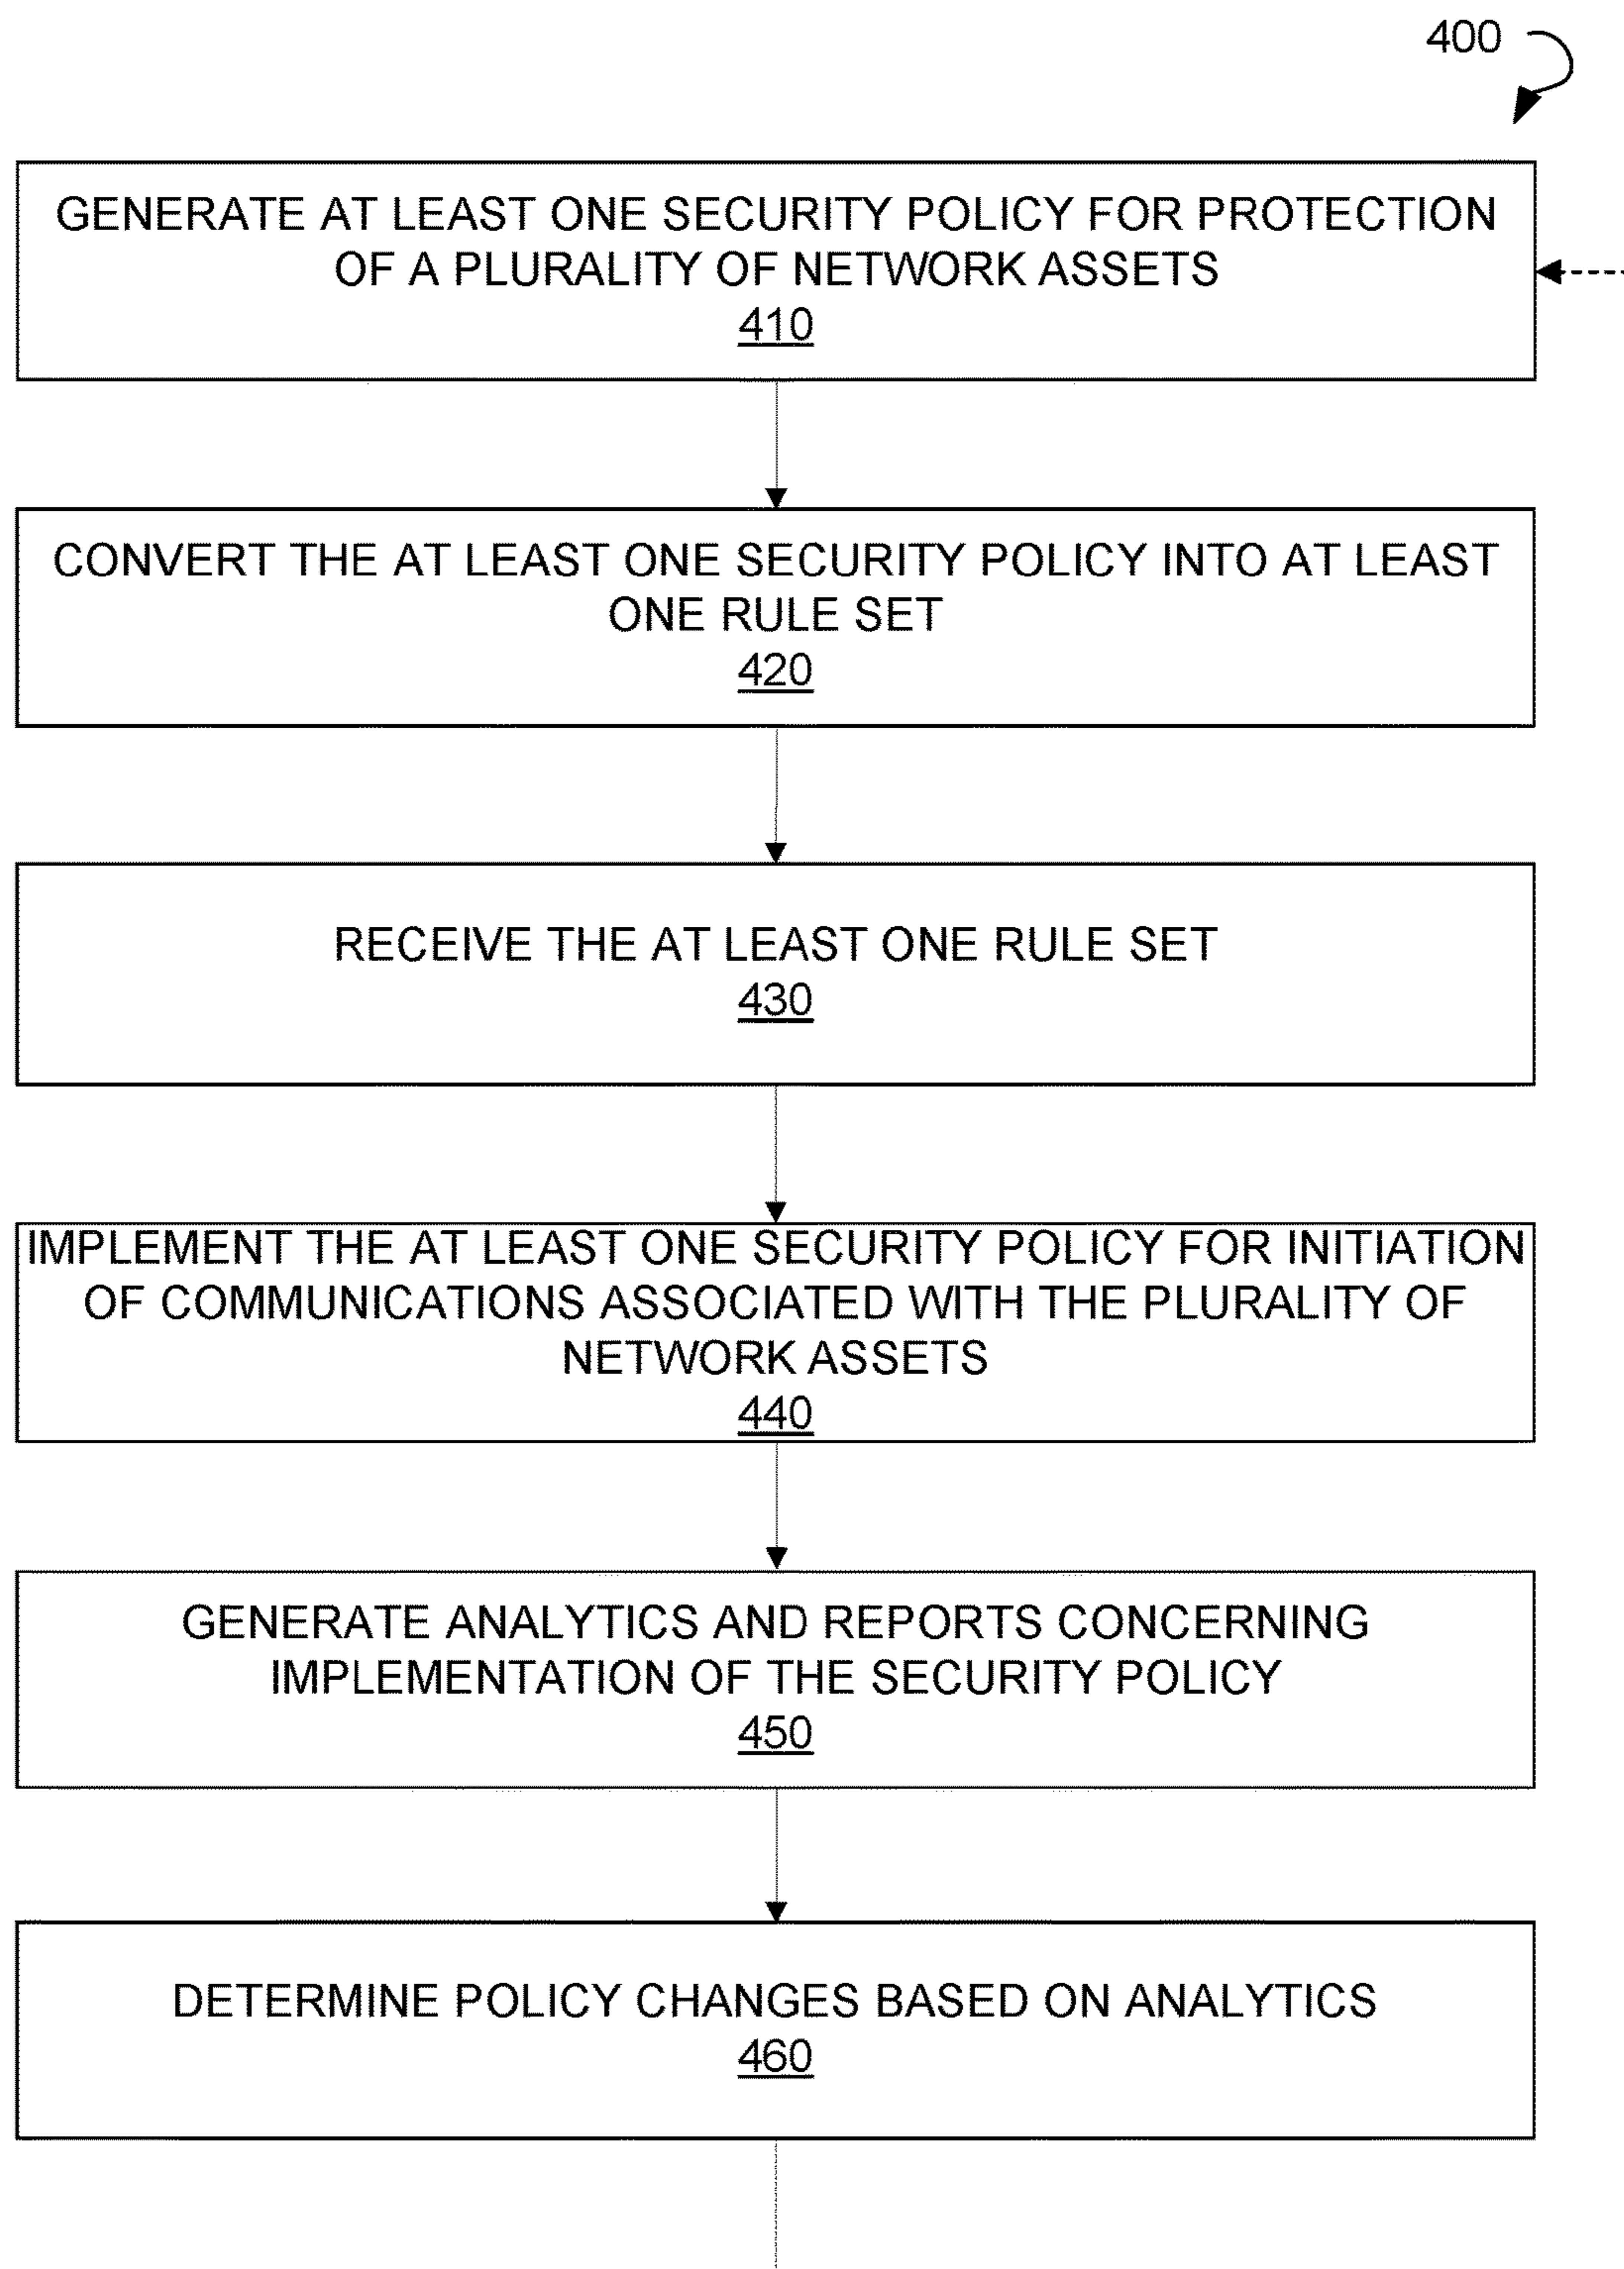 400
GENERATE AT LEAST ONE SECURITY POLICY FOR PROTECTION
OF A PLURALITY OF NETWORK ASSETS
410
CONVERT THE AT LEAST ONE SECURITY POLICY INTO AT LEAST
ONE RULE SET
420
RECEIVE THE AT LEAST ONE RULE SET
430
IMPLEMENT THE AT LEAST ONE SECURITY POLICY FOR INITIATION
OF COMMUNICATIONS ASSOCIATED WITH THE PLURALITY OF
NETWORK ASSETS
440
GENERATE ANALYTICS AND REPORTS CONCERNING
IMPLEMENTATION OF THE SECURITY POLICY
450
DETERMINE POLICY CHANGES BASED ON ANALYTICS
460